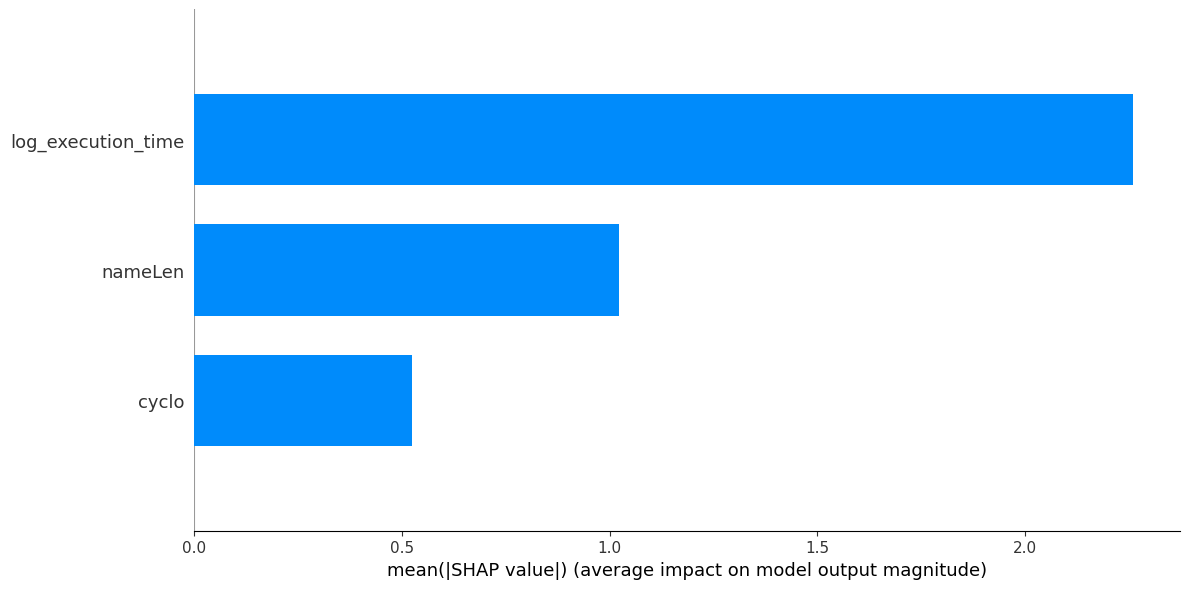 log_execution_time
nameLen
cyclo
0.0 0.5 1.0 1.5 2.0
mean(|SHAP value|) (average impact on model output magnitude)